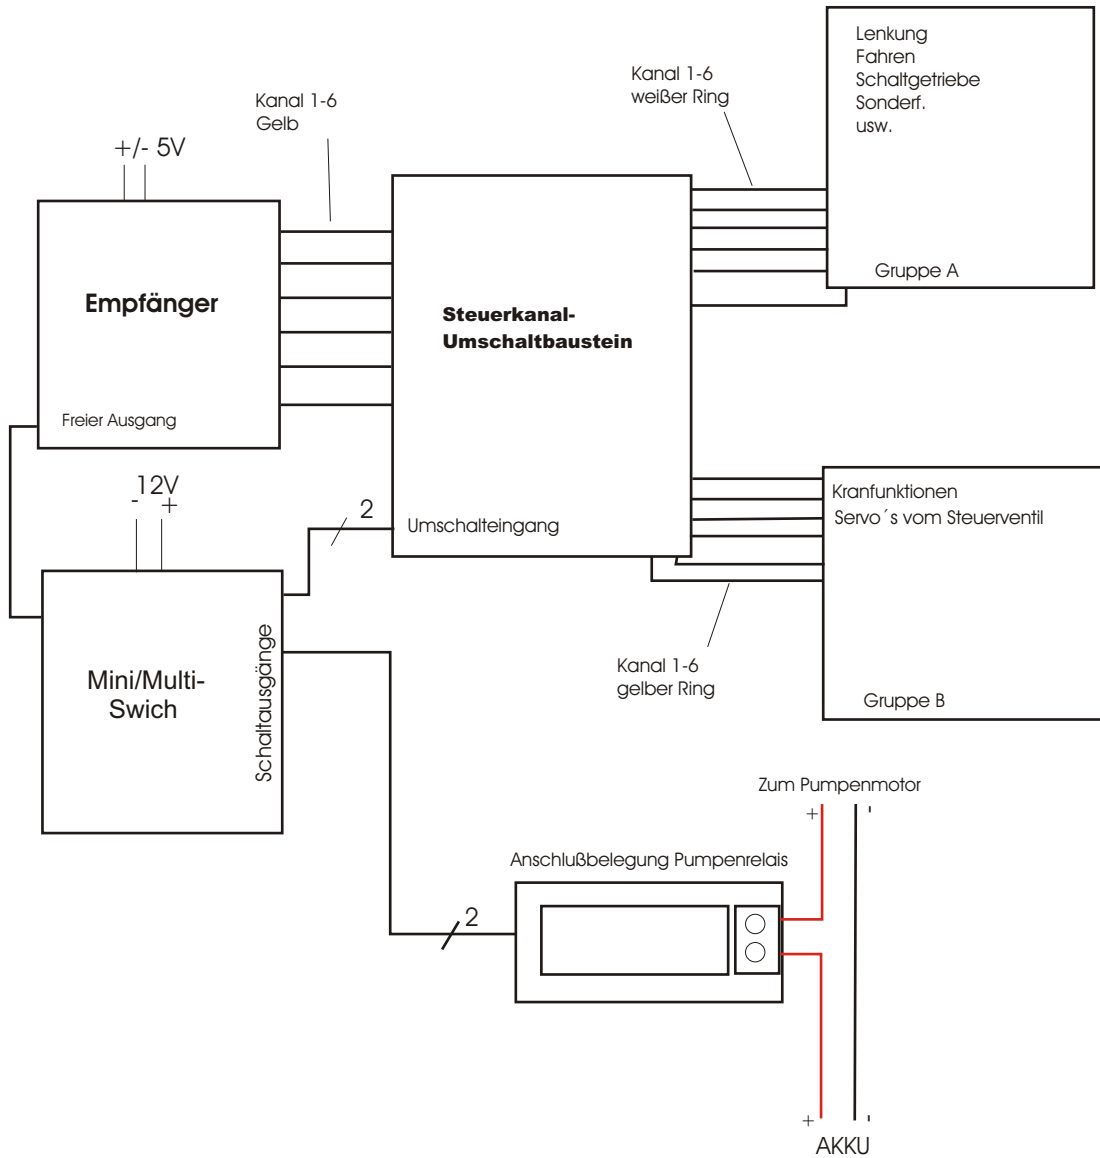 Lenkung
Fahren
Schaltgetriebe
Sonderf.
usw.
Gruppe A
Kanal 1-6
weißer Ring
Kanal 1-6
Gelb
+/- 5V
Empfänger
Freier Ausgang
Steuerkanal-
Umschaltbaustein
Umschalteingang
12V
- +
2
Kranfunktionen
Servo´s vom Steuerventil
Gruppe B
Kanal 1-6
gelber Ring
Mini/Multi-
Swich
Schaltausgänge
Zum Pumpenmotor
+ -
Anschlußbelegung Pumpenrelais
2
+ -
AKKU